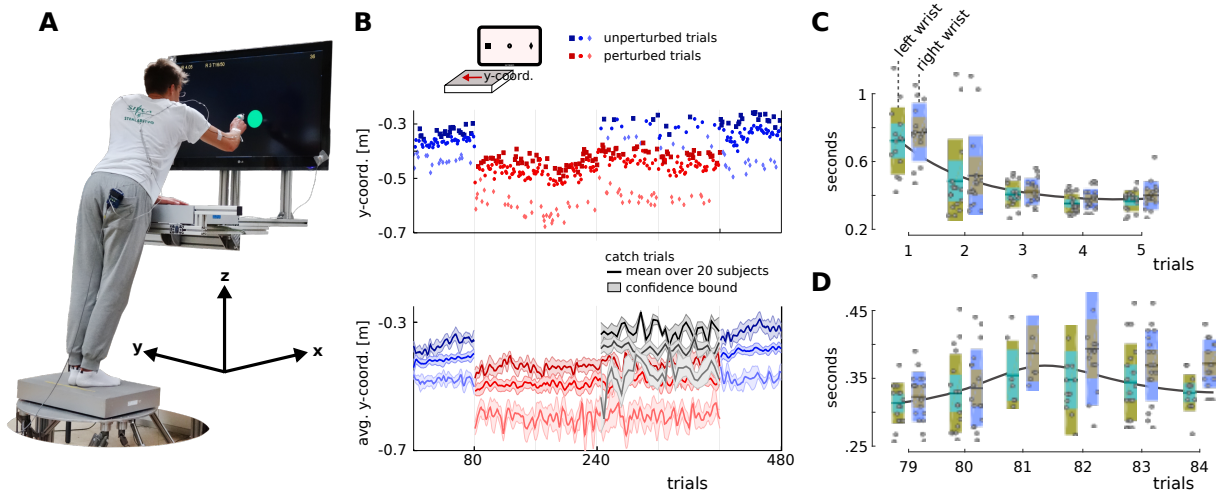 A
36
z
y
x
B
y-coord.
unperturbed trials
perturbed trials
y-coord. [m]
-0.3
-0.5
-0.7
catch trials
mean over 20 subjects
confidence bound
avg. y-coord. [m]
-0.3
-0.7
80
240
480
trials
C
left wrist
right wrist
seconds
1
0.6
0.2
1
2
3
4
5
trials
D
seconds
.45
.35
.25
79
80
81
82
83
84
trials